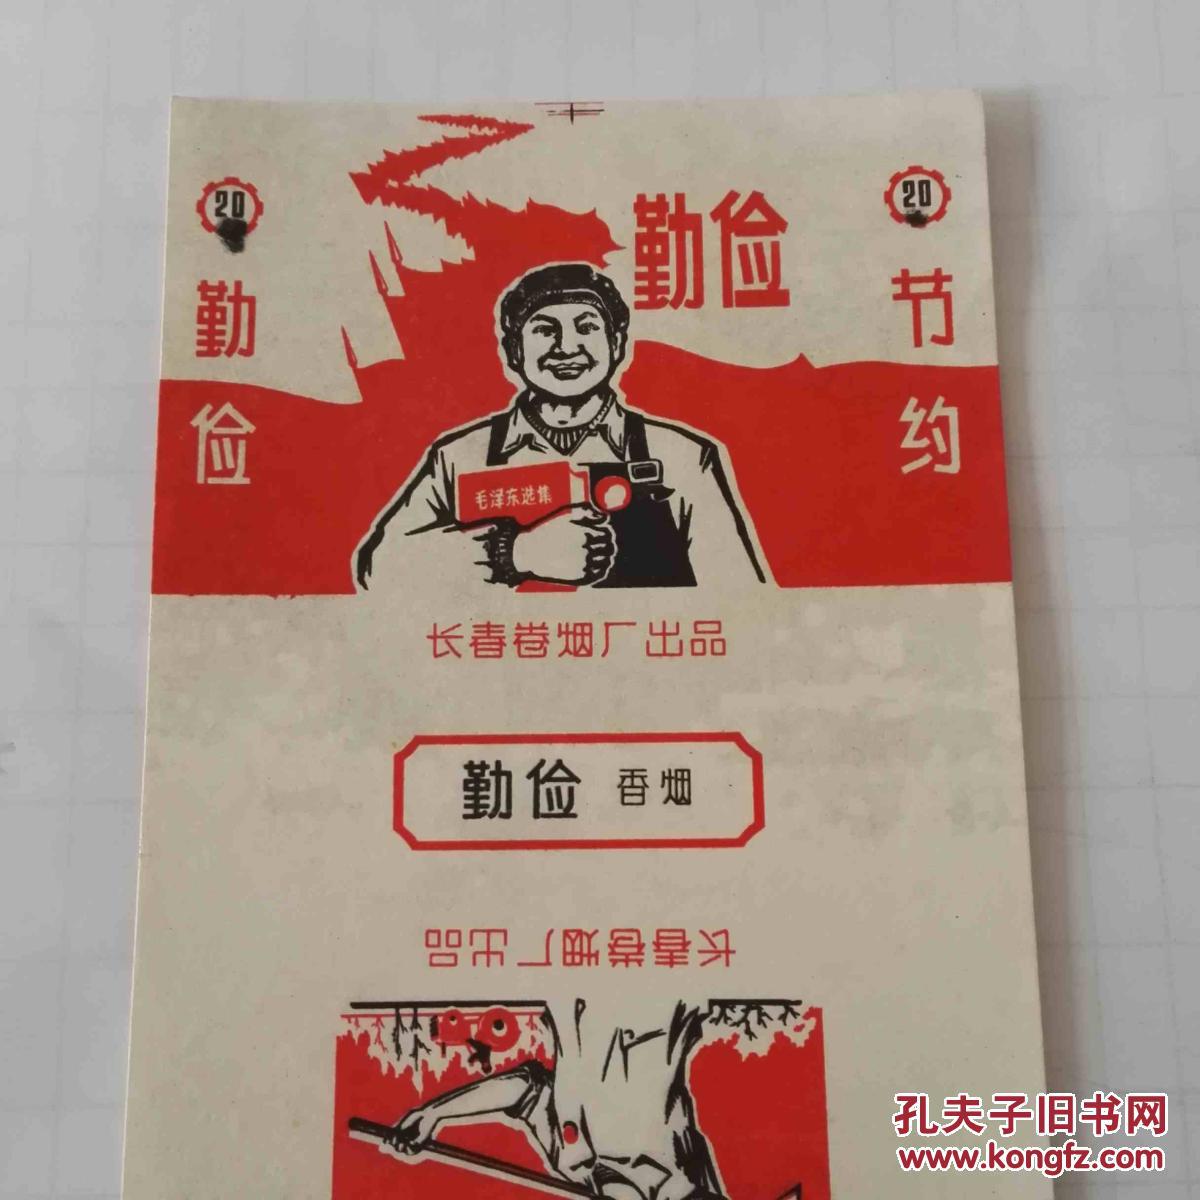 20
勤俭
勤俭
20
节约
毛泽东选集
长春卷烟厂出品
勤俭 香烟
长春卷烟厂出品
孔夫子旧书网
www.kongfz.com